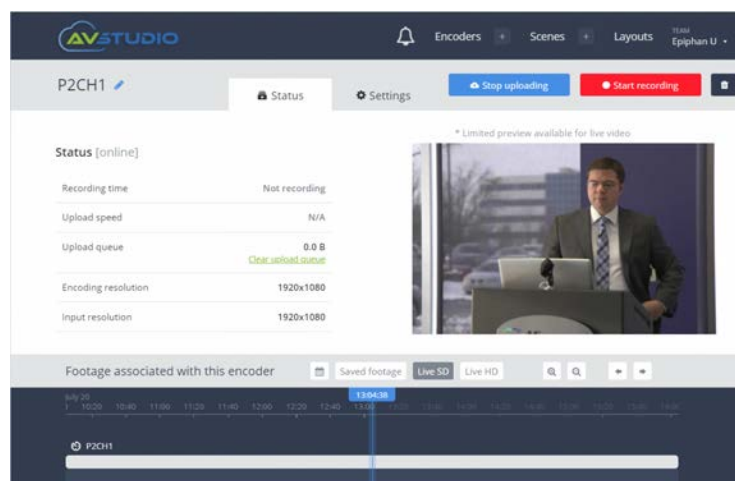 AVSTUDIO
Encoders + Scenes + Layouts
TEAM
Epiphan U
P2CH1
Status
Settings
Stop uploading
Start recording
* Limited preview available for live video
Status [online]
Recording time Not recording
Upload speed N/A
Upload queue 0.0 B
Clear upload queue
Encoding resolution 1920x1080
Input resolution 1920x1080
Footage associated with this encoder
Saved footage Live SD Live HD
13:04:38
July 20
10:20 10:40 11:00 11:20 11:40 12:00 12:20 12:40 13:00
P2CH1